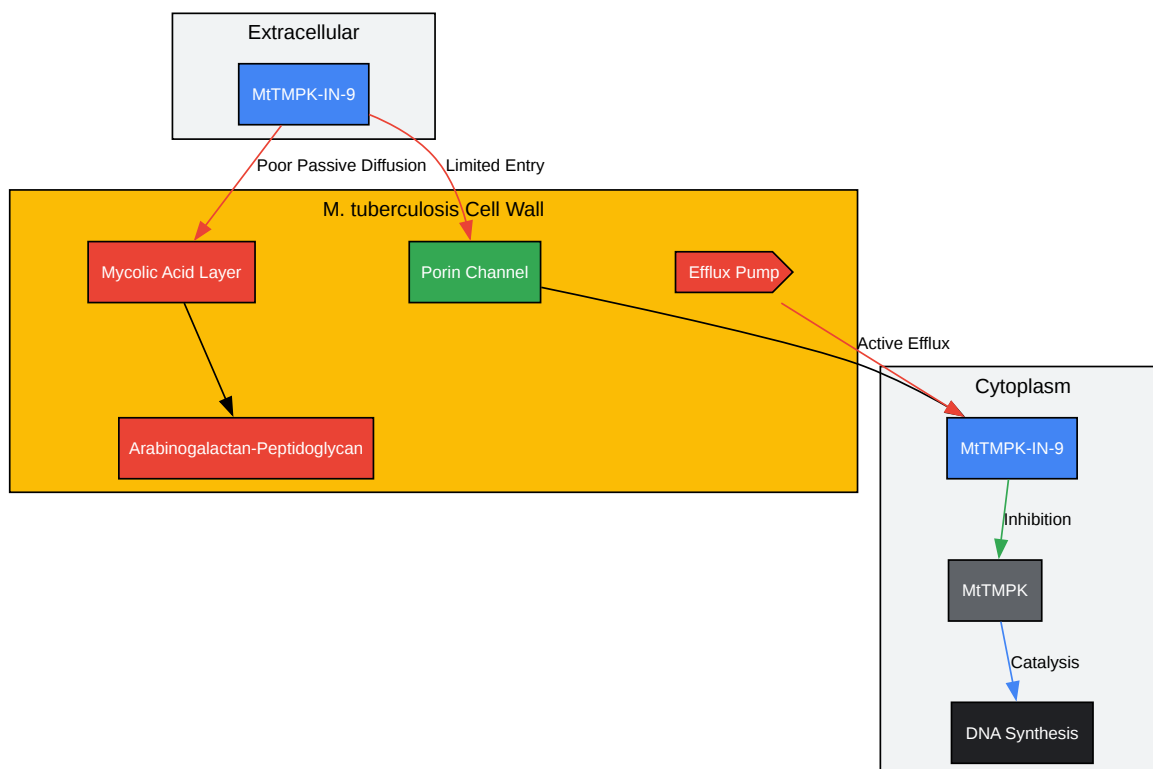 Extracellular
MtTMPK-IN-9
Poor Passive Diffusion
Limited Entry
M. tuberculosis Cell Wall
Mycolic Acid Layer
Porin Channel
Efflux Pump
Active Efflux
Arabinogalactan-Peptidoglycan
Cytoplasm
MtTMPK-IN-9
Inhibition
MtTMPK
Catalysis
DNA Synthesis